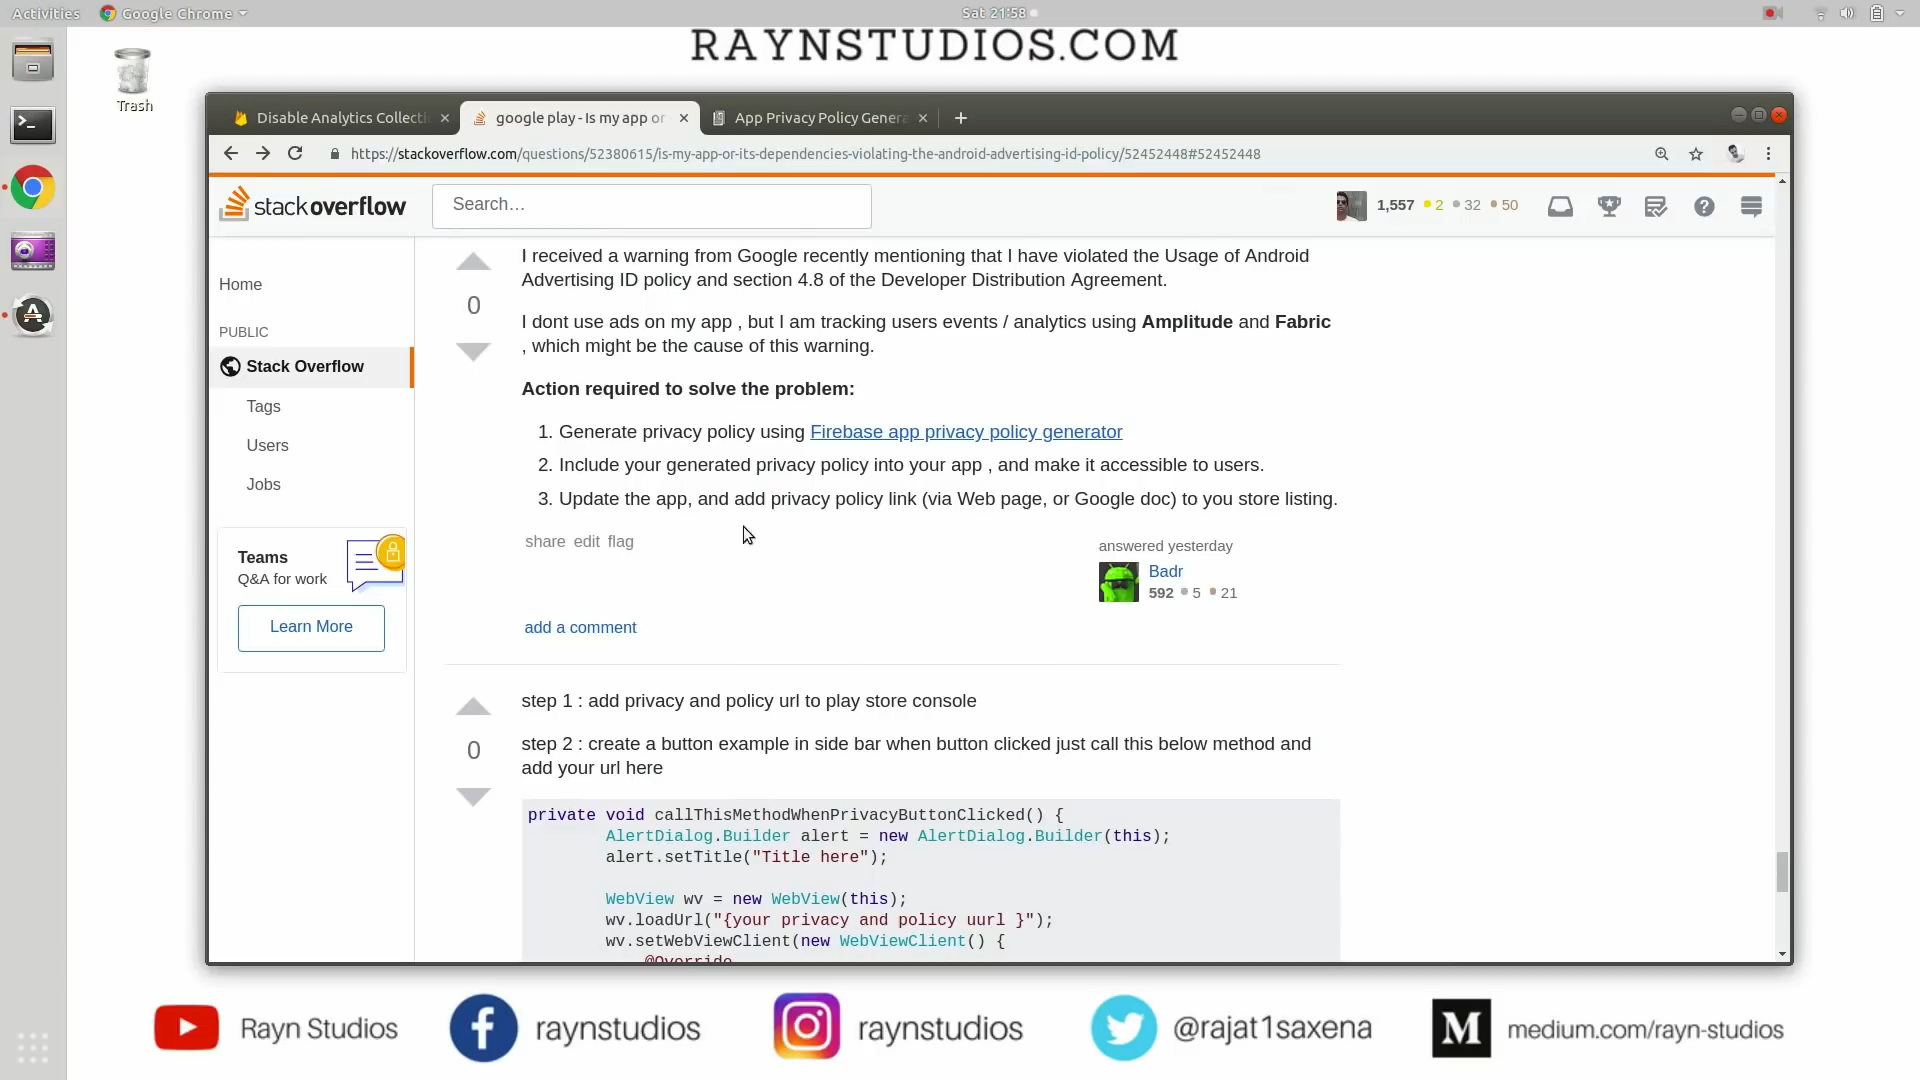 Activities
Google Chrome
Sat 21:58
RAYNSTUDIOS.COM
Trash
Disable Analytics Collecti
google play - Is my app or
App Privacy Policy Genera
https://stackoverflow.com/questions/52380615/is-my-app-or-its-dependencies-violating-the-android-advertising-id-policy/52452448#52452448
stackoverflow
Search…
1,557 2 32 50
I received a warning from Google recently mentioning that I have violated the Usage of Android
Advertising ID policy and section 4.8 of the Developer Distribution Agreement.
0
I dont use ads on my app , but I am tracking users events / analytics using Amplitude and Fabric
, which might be the cause of this warning.
Action required to solve the problem:
1. Generate privacy policy using Firebase app privacy policy generator
2. Include your generated privacy policy into your app , and make it accessible to users.
3. Update the app, and add privacy policy link (via Web page, or Google doc) to you store listing.
share edit flag
answered yesterday
Badr
592 5 21
add a comment
Home
PUBLIC
Stack Overflow
Tags
Users
Jobs
Teams
Q&A for work
Learn More
step 1 : add privacy and policy url to play store console
0
step 2 : create a button example in side bar when button clicked just call this below method and
add your url here
private void callThisMethodWhenPrivacyButtonClicked() {
AlertDialog.Builder alert = new AlertDialog.Builder(this);
alert.setTitle("Title here");
WebView wv = new WebView(this);
wv.loadUrl("{your privacy and policy uurl }");
wv.setWebViewClient(new WebViewClient() {
@Override
Rayn Studios
raynstudios
raynstudios
@rajat1saxena
M
medium.com/rayn-studios